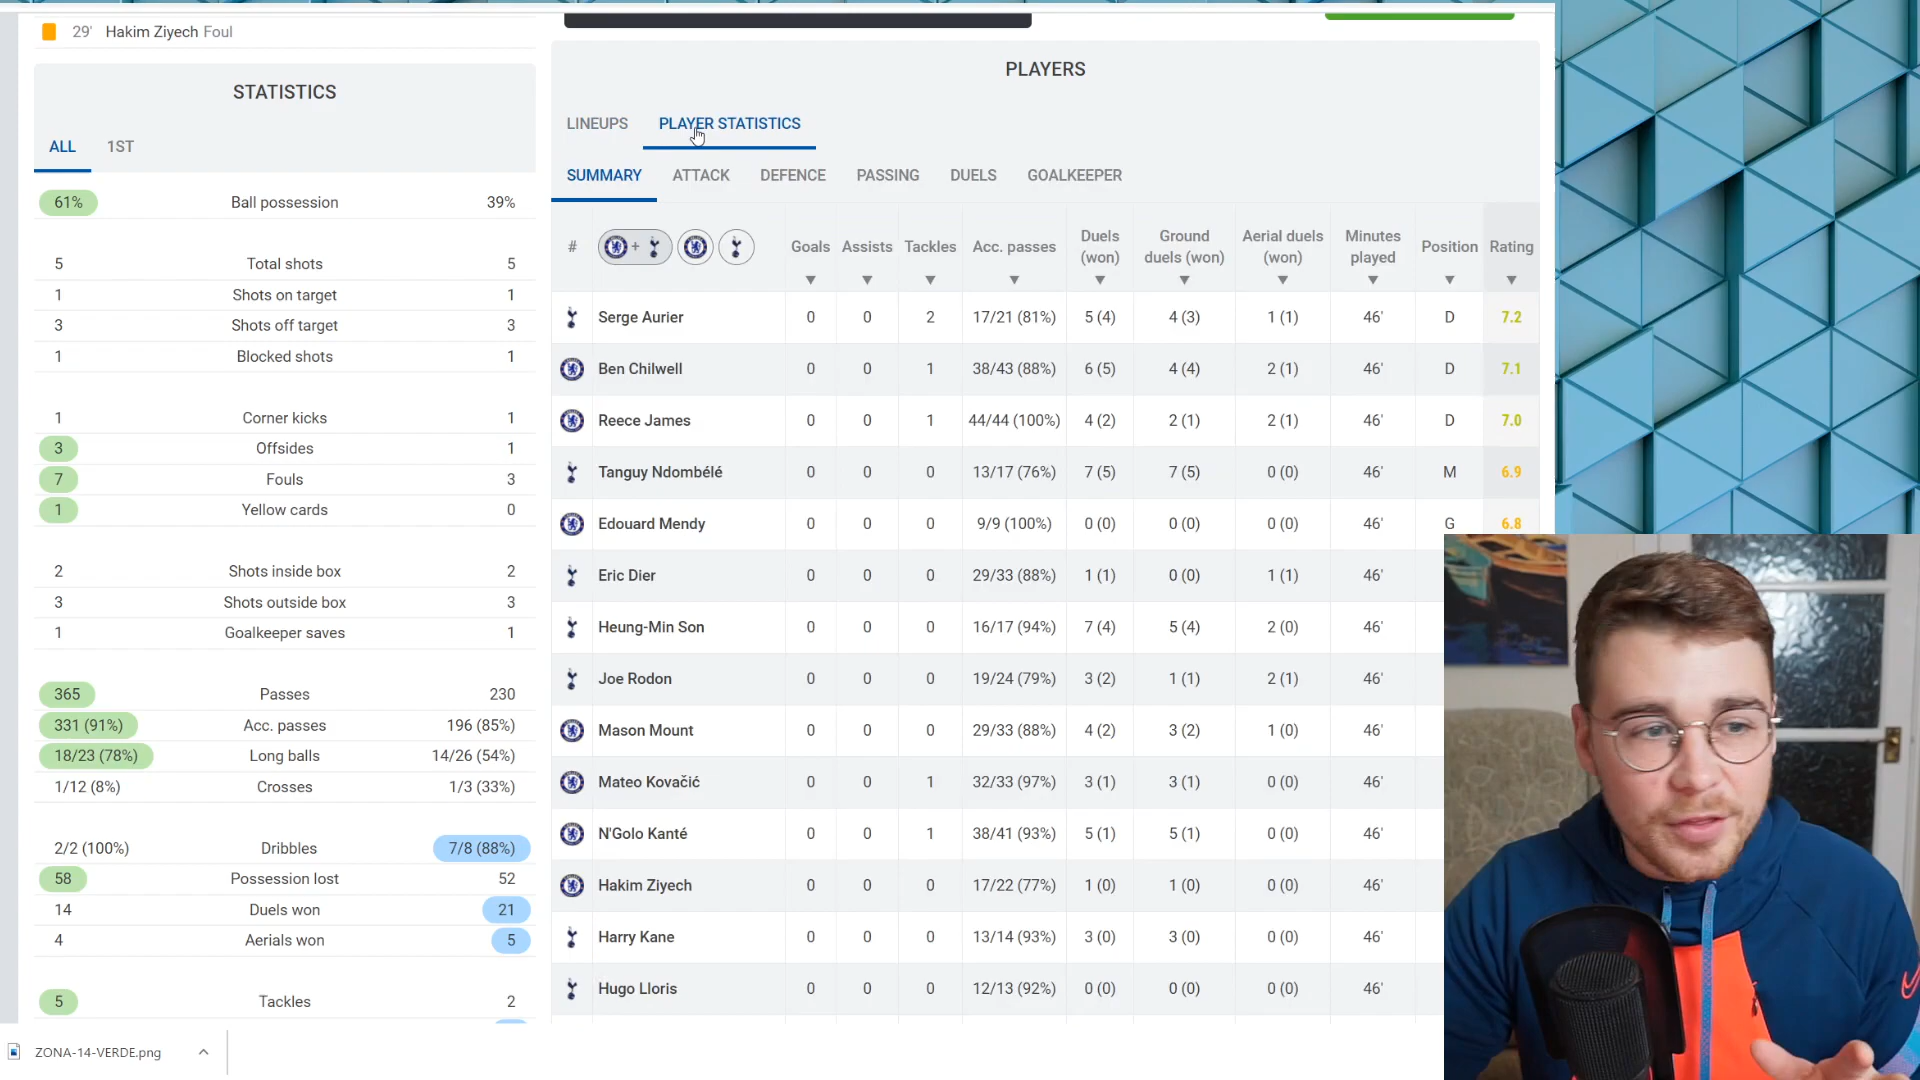 29' Hakim Ziyech Foul
STATISTICS
ALL 1ST
61% Ball possession 39%
5 Total shots 5
1 Shots on target 1
3 Shots off target 3
1 Blocked shots 1
1 Corner kicks 1
3 Offsides 1
7 Fouls 3
1 Yellow cards 0
2 Shots inside box 2
3 Shots outside box 3
1 Goalkeeper saves 1
365 Passes 230
331 (91%) Acc. passes 196 (85%)
18/23 (78%) Long balls 14/26 (54%)
1/12 (8%) Crosses 1/3 (33%)
2/2 (100%) Dribbles 7/8 (88%)
58 Possession lost 52
14 Duels won 21
4 Aerials won 5
5 Tackles 2
PLAYERS
LINEUPS PLAYER STATISTICS
SUMMARY ATTACK DEFENCE PASSING DUELS GOALKEEPER
# + Goals Assists Tackles Acc. passes Duels (won) Ground duels (won) Aerial duels (won) Minutes played Position Rating
Serge Aurier 0 0 2 17/21 (81%) 5 (4) 4 (3) 1 (1) 46' D 7.2
Ben Chilwell 0 0 1 38/43 (88%) 6 (5) 4 (4) 2 (1) 46' D 7.1
Reece James 0 0 1 44/44 (100%) 4 (2) 2 (1) 2 (1) 46' D 7.0
Tanguy Ndombélé 0 0 0 13/17 (76%) 7 (5) 7 (5) 0 (0) 46' M 6.9
Edouard Mendy 0 0 0 9/9 (100%) 0 (0) 0 (0) 0 (0) 46' G 6.8
Eric Dier 0 0 0 29/33 (88%) 1 (1) 0 (0) 1 (1) 46'
Heung-Min Son 0 0 0 16/17 (94%) 7 (4) 5 (4) 2 (0) 46'
Joe Rodon 0 0 0 19/24 (79%) 3 (2) 1 (1) 2 (1) 46'
Mason Mount 0 0 0 29/33 (88%) 4 (2) 3 (2) 1 (0) 46'
Mateo Kovačić 0 0 1 32/33 (97%) 3 (1) 3 (1) 0 (0) 46'
N'Golo Kanté 0 0 1 38/41 (93%) 5 (1) 5 (1) 0 (0) 46'
Hakim Ziyech 0 0 0 17/22 (77%) 1 (0) 1 (0) 0 (0) 46'
Harry Kane 0 0 0 13/14 (93%) 3 (0) 3 (0) 0 (0) 46'
Hugo Lloris 0 0 0 12/13 (92%) 0 (0) 0 (0) 0 (0) 46'
ZONA-14-VERDE.png